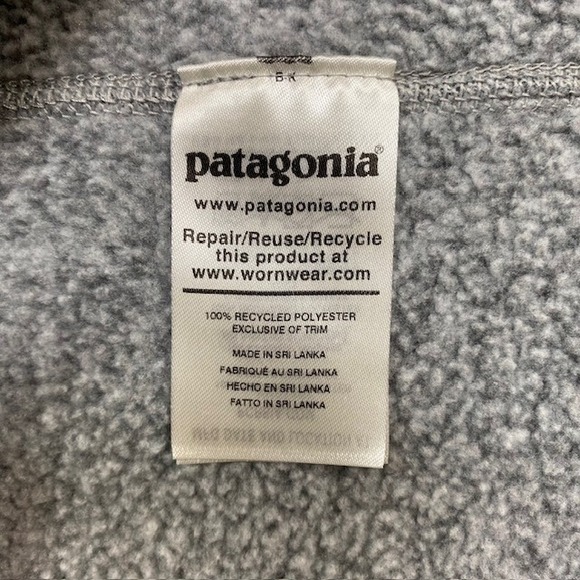 patagonia®
www.patagonia.com
Repair/Reuse/Recycle
this product at
www.wornwear.com
100% RECYCLED POLYESTER
EXCLUSIVE OF TRIM
MADE IN SRI LANKA
FABRIQUÉ AU SRI LANKA
HECHO EN SRI LANKA
FATTO IN SRI LANKA